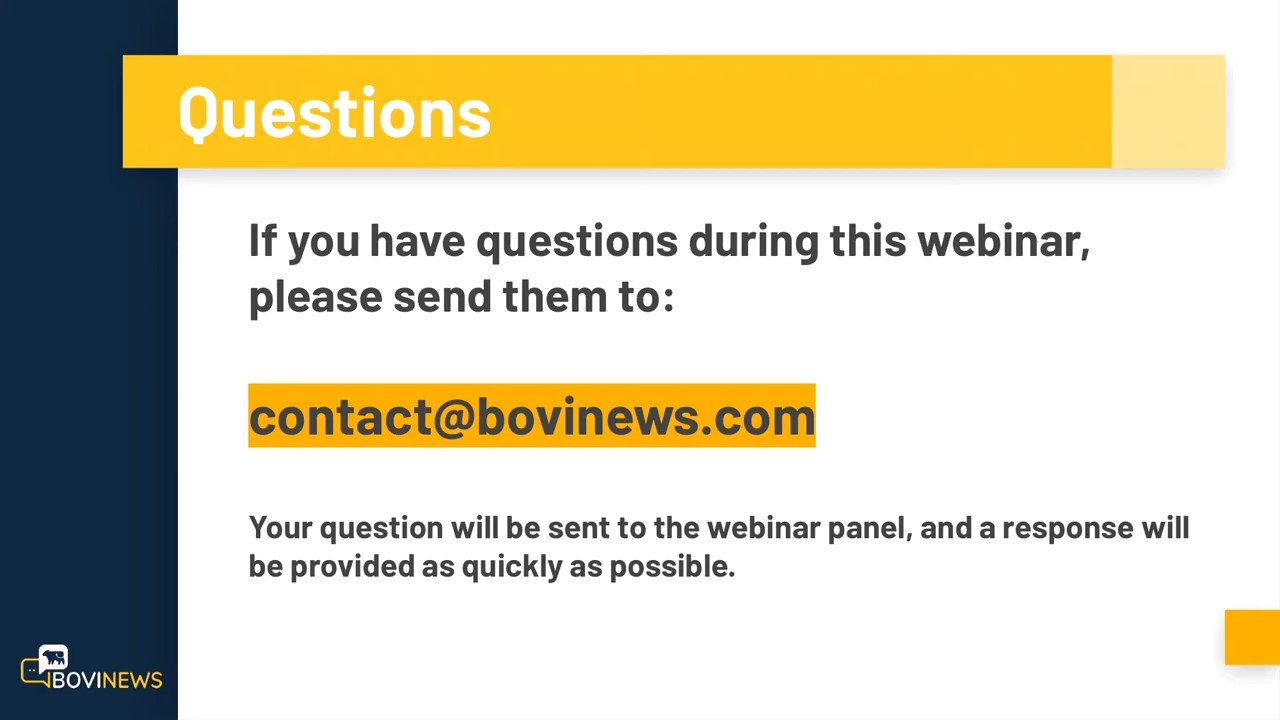 Questions
If you have questions during this webinar,
please send them to:
contact@bovinews.com
Your question will be sent to the webinar panel, and a response will
be provided as quickly as possible.
BOVINEWS